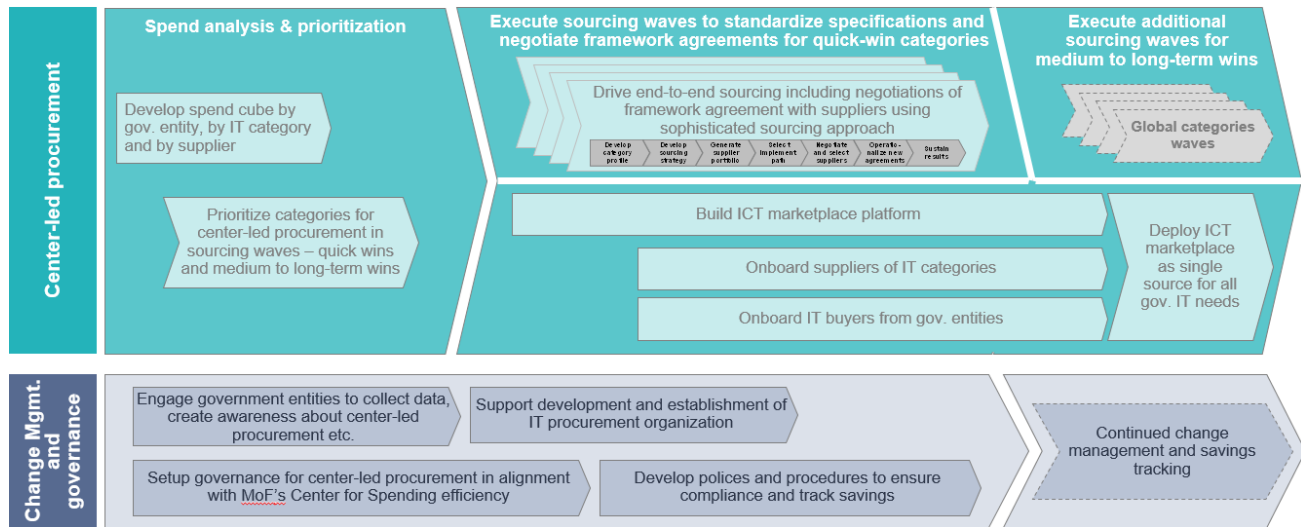 Center-led procurement
Spend analysis & prioritization
Develop spend cube by
gov. entity, by IT category
and by supplier
Prioritize categories for
center-led procurement in
sourcing waves – quick wins
and medium to long-term wins
Execute sourcing waves to standardize specifications and
negotiate framework agreements for quick-win categories
Drive end-to-end sourcing including negotiations of
framework agreement with suppliers using
sophisticated sourcing approach
Develop
category
profile
Develop
sourcing
strategy
Generate
supplier
portfolio
Select
implement
path
Negotiate
and select
suppliers
Operatio-
nalize new
agreements
Sustain
results
Execute additional
sourcing waves for
medium to long-term wins
Global categories
waves
Build ICT marketplace platform
Onboard suppliers of IT categories
Onboard IT buyers from gov. entities
Deploy ICT
marketplace
as single
source for all
gov. IT needs
Change Mgmt.
and
governance
Engage government entities to collect data,
create awareness about center-led
procurement etc.
Support development and establishment of
IT procurement organization
Setup governance for center-led procurement in alignment
with MoF's Center for Spending efficiency
Develop polices and procedures to ensure
compliance and track savings
Continued change
management and savings
tracking